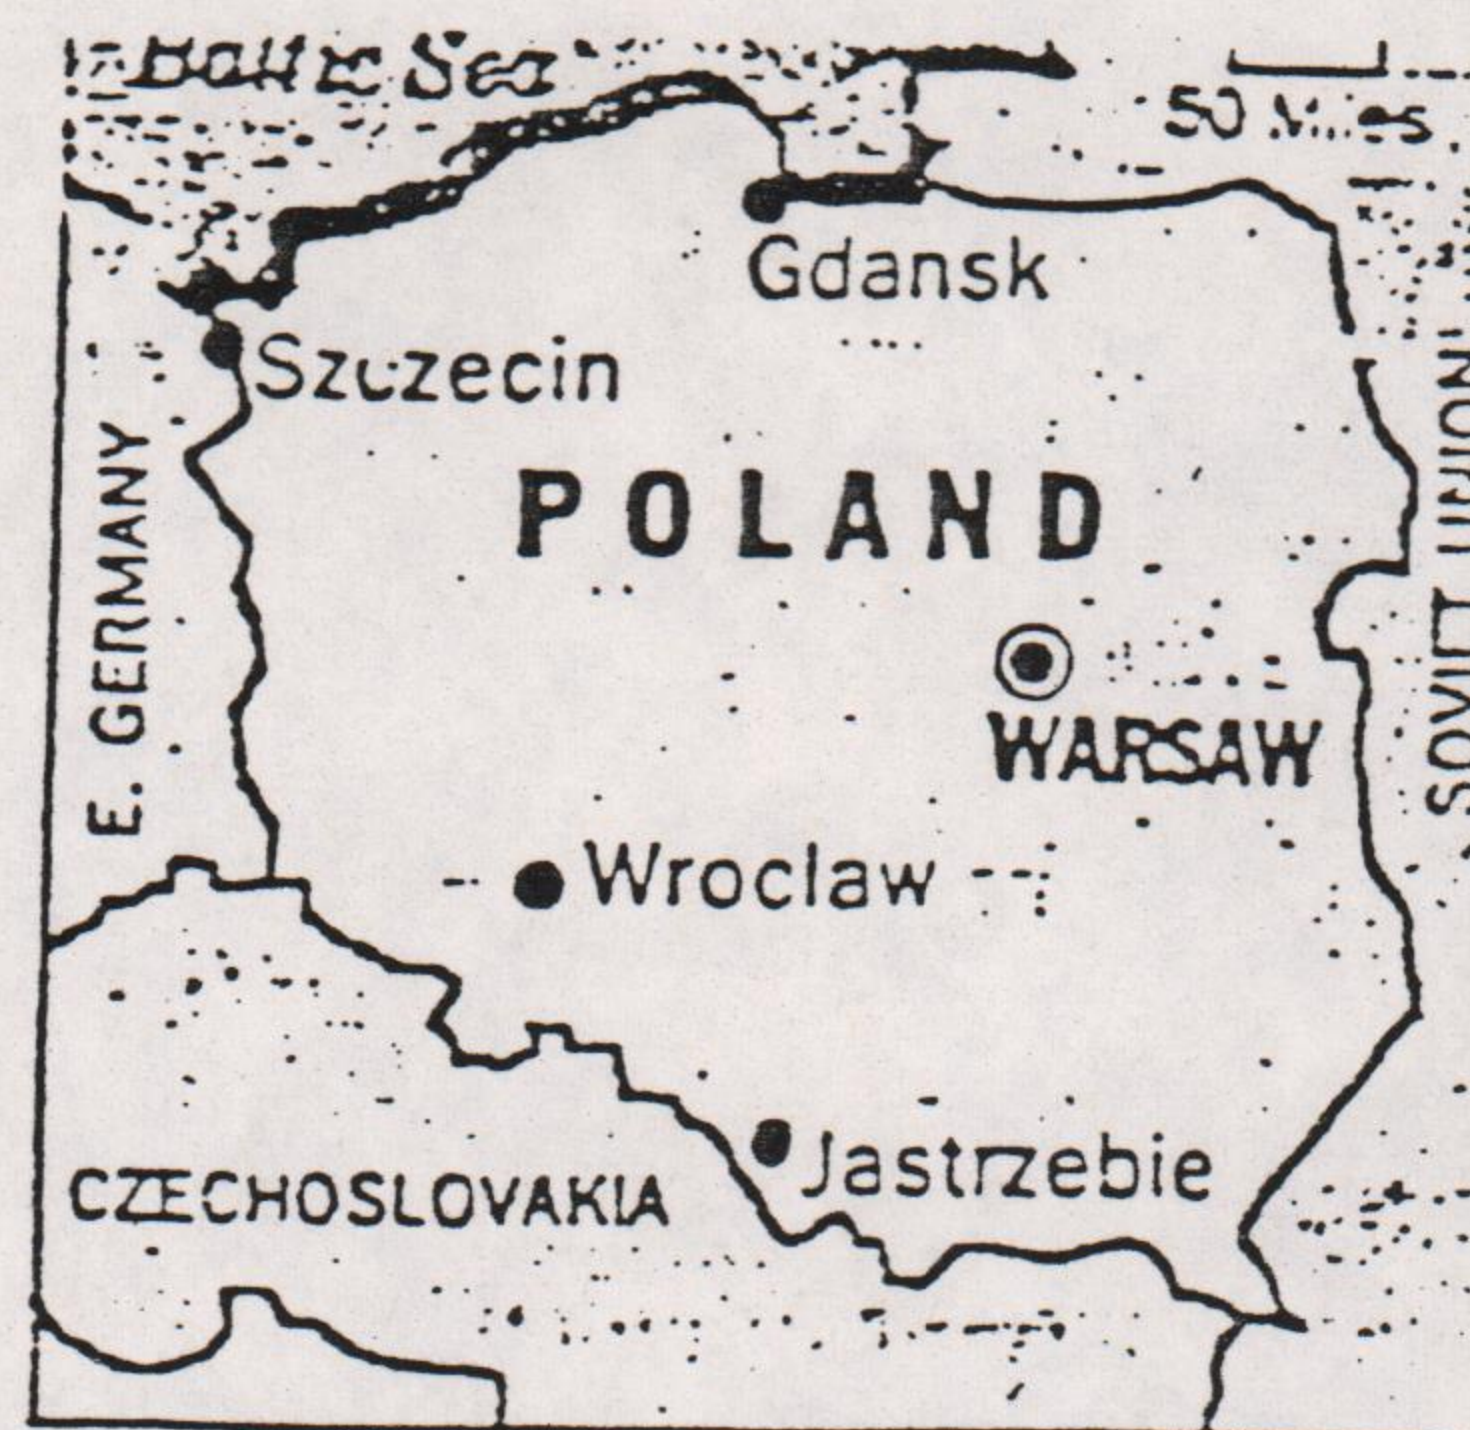 Baltic Sea
50 Miles
Gdansk
Szczecin
E. GERMANY
POLAND
SOVIET UNION
WARSAW
Wroclaw
Jastrzebie
CZECHOSLOVAKIA